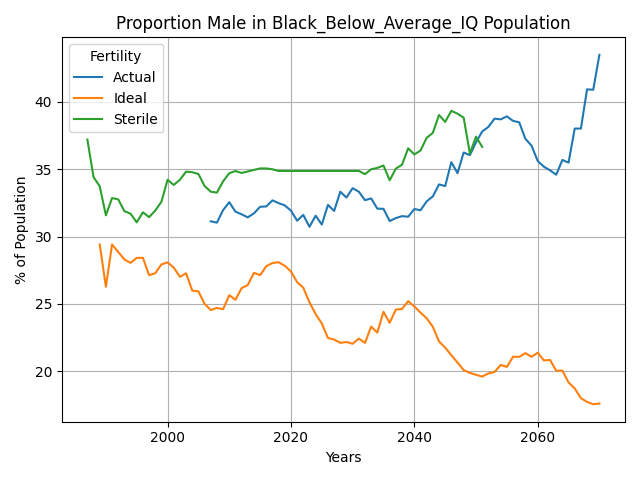 Proportion Male in Black_Below_Average_IQ Population
Fertility
Actual
Ideal
Sterile
% of Population
40
35
30
25
20
2000
2020
2040
2060
Years